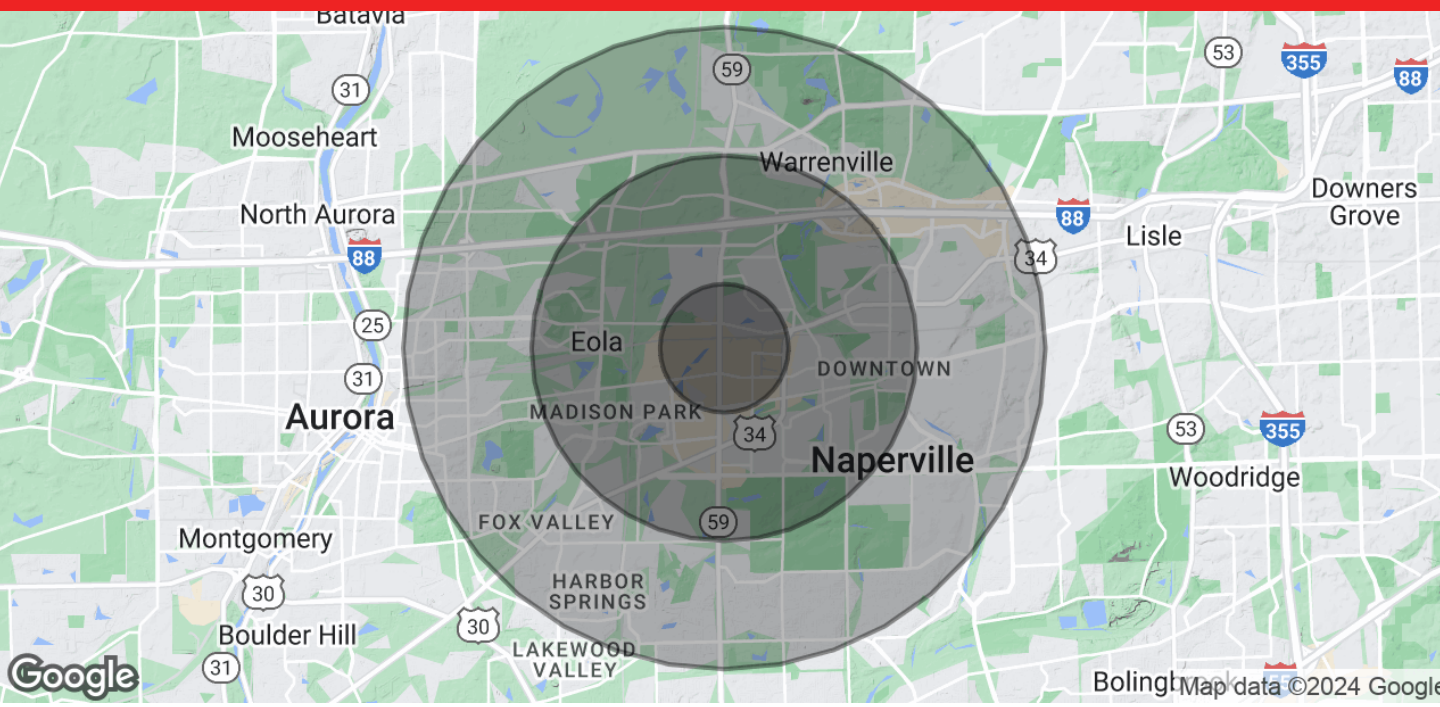 Batavia
59
53
355
88
31
Mooseheart
Warrenville
Downers
Grove
North Aurora
88
Lisle
88
34
25
Eola
DOWNTOWN
31
MADISON PARK
Aurora
34
53
355
Naperville
Woodridge
FOX VALLEY
59
Montgomery
HARBOR
SPRINGS
30
30
Boulder Hill
LAKEWOOD
VALLEY
31
Google
Map data ©2024 Google